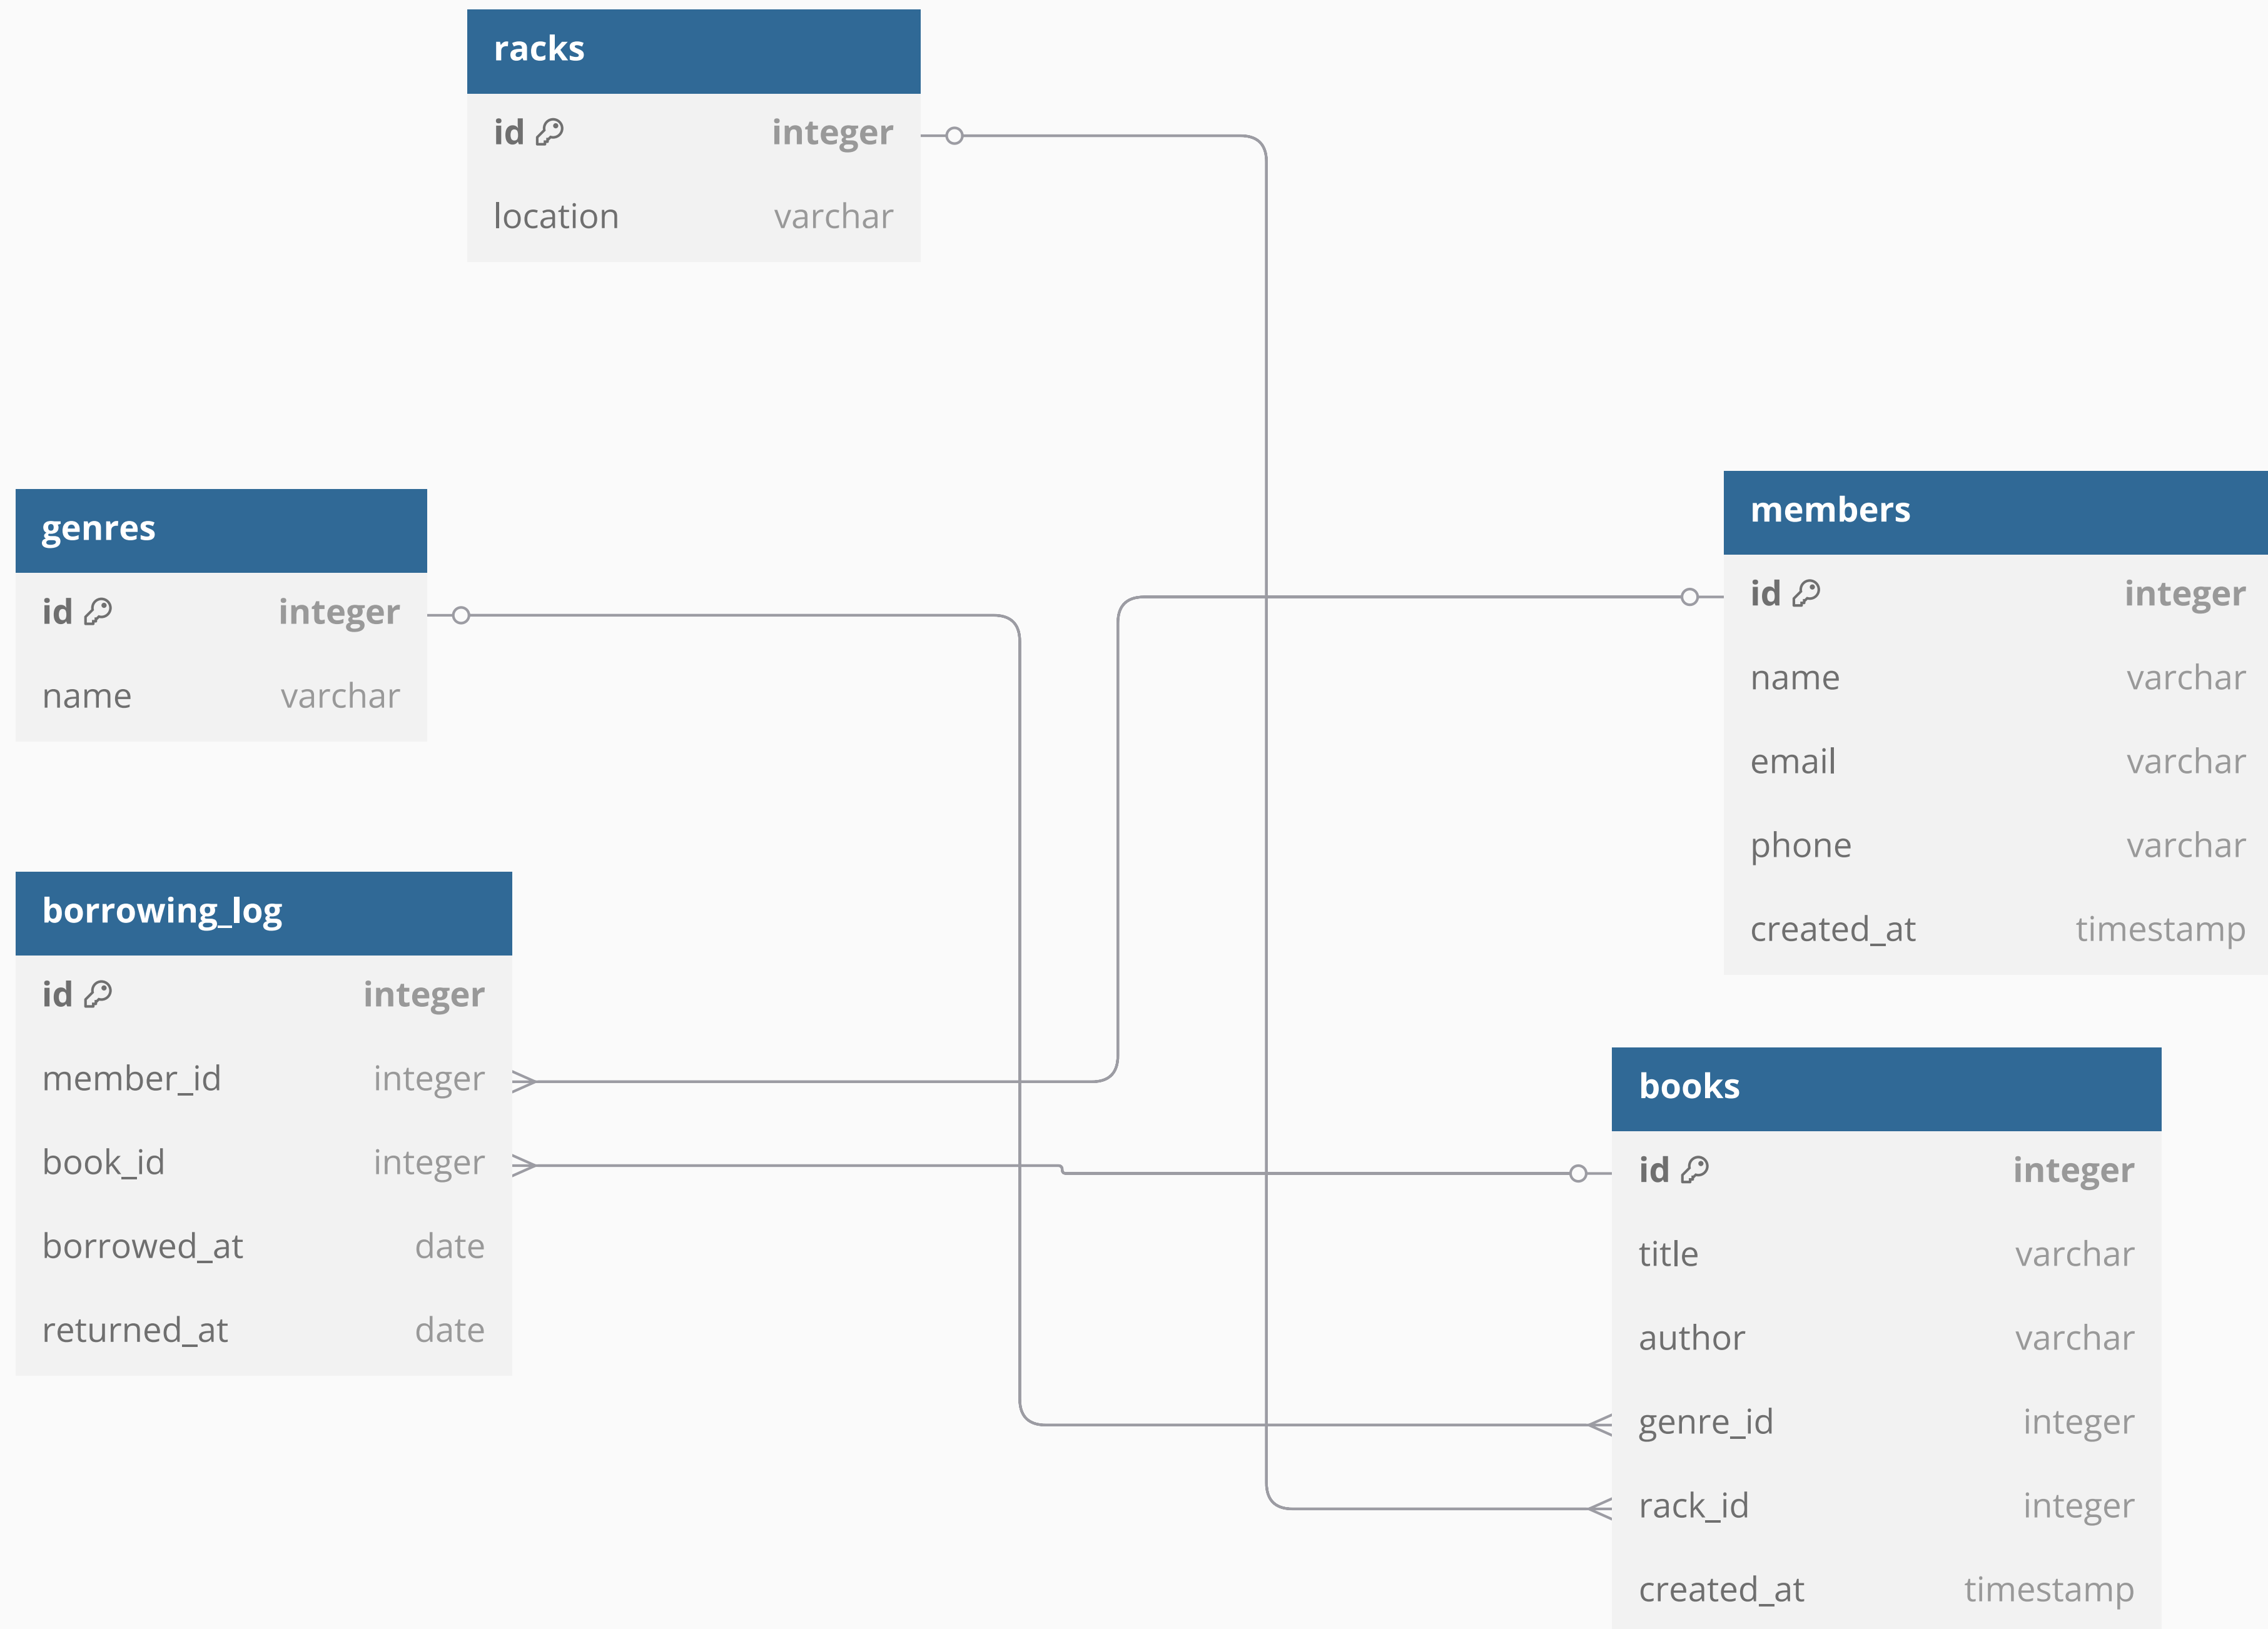 racks
id integer
location varchar
genres
id integer
name varchar
members
id integer
name varchar
email varchar
phone varchar
created_at timestamp
borrowing_log
id integer
member_id integer
book_id integer
borrowed_at date
returned_at date
books
id integer
title varchar
author varchar
genre_id integer
rack_id integer
created_at timestamp